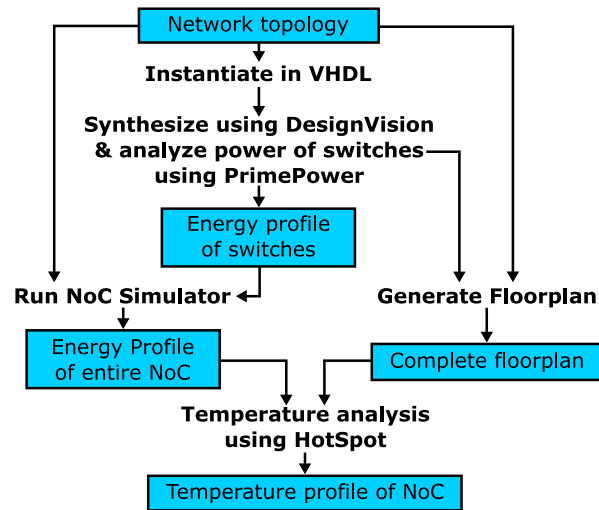 Network topology
Instantiate in VHDL
Synthesize using DesignVision
& analyze power of switches
using PrimePower
Energy profile
of switches
Run NoC Simulator
Generate Floorplan
Energy Profile
of entire NoC
Complete floorplan
Temperature analysis
using HotSpot
Temperature profile of NoC